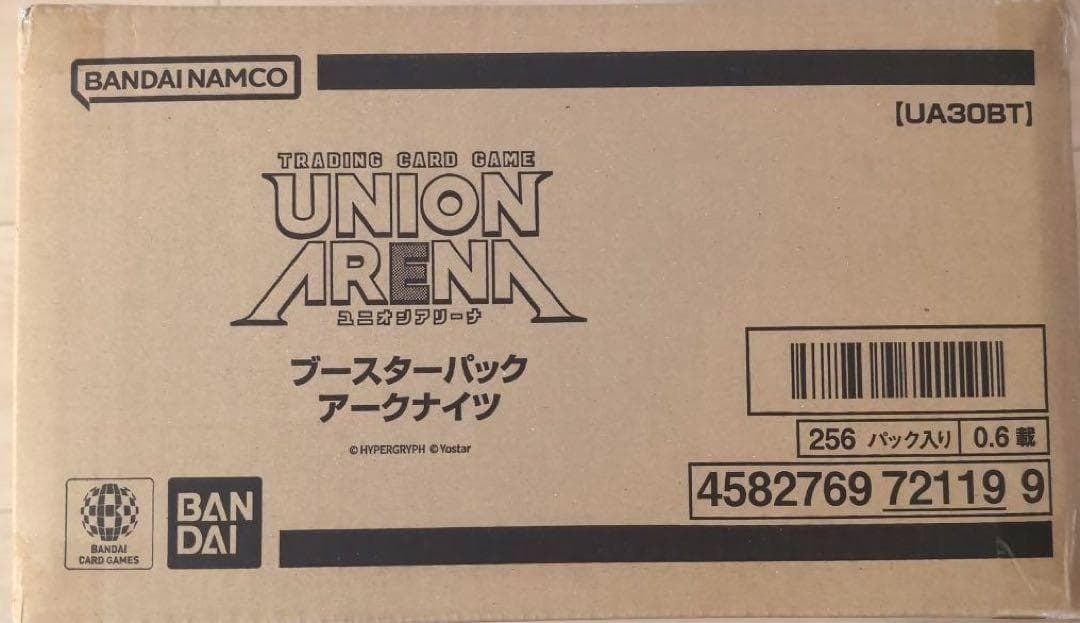 BANDAI NAMCO
【UA30BT】
TRADING CARD GAME
UNION
ARENA
ユニオンアリーナ
ブースターパック
アークナイツ
©HYPERGRYPH ©Yostar
256 パック入り 0.6 載
4582769 72119 9
BANDAI
CARD GAMES
BAN
DAI